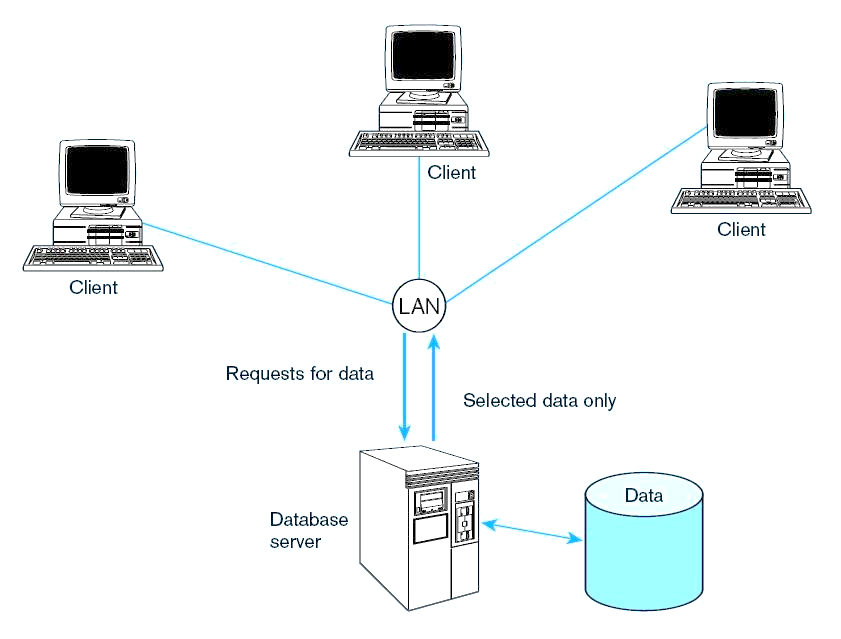 Client
Client
Client
LAN
Requests for data
Selected data only
Data
Database
server